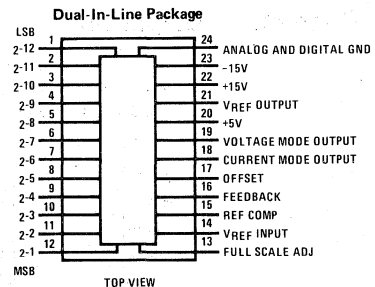 Dual-In-Line Package
LSB
2-12 1
2-11 2
2-10 3
2-9 4
2-8 5
2-7 6
2-6 7
2-5 8
2-4 9
2-3 10
2-2 11
2-1 12
MSB
24 ANALOG AND DIGITAL GND
23 -15V
22 +15V
21 VREF OUTPUT
20 +5V
19 VOLTAGE MODE OUTPUT
18 CURRENT MODE OUTPUT
17 OFFSET
16 FEEDBACK
15 REF COMP
14 VREF INPUT
13 FULL SCALE ADJ
TOP VIEW